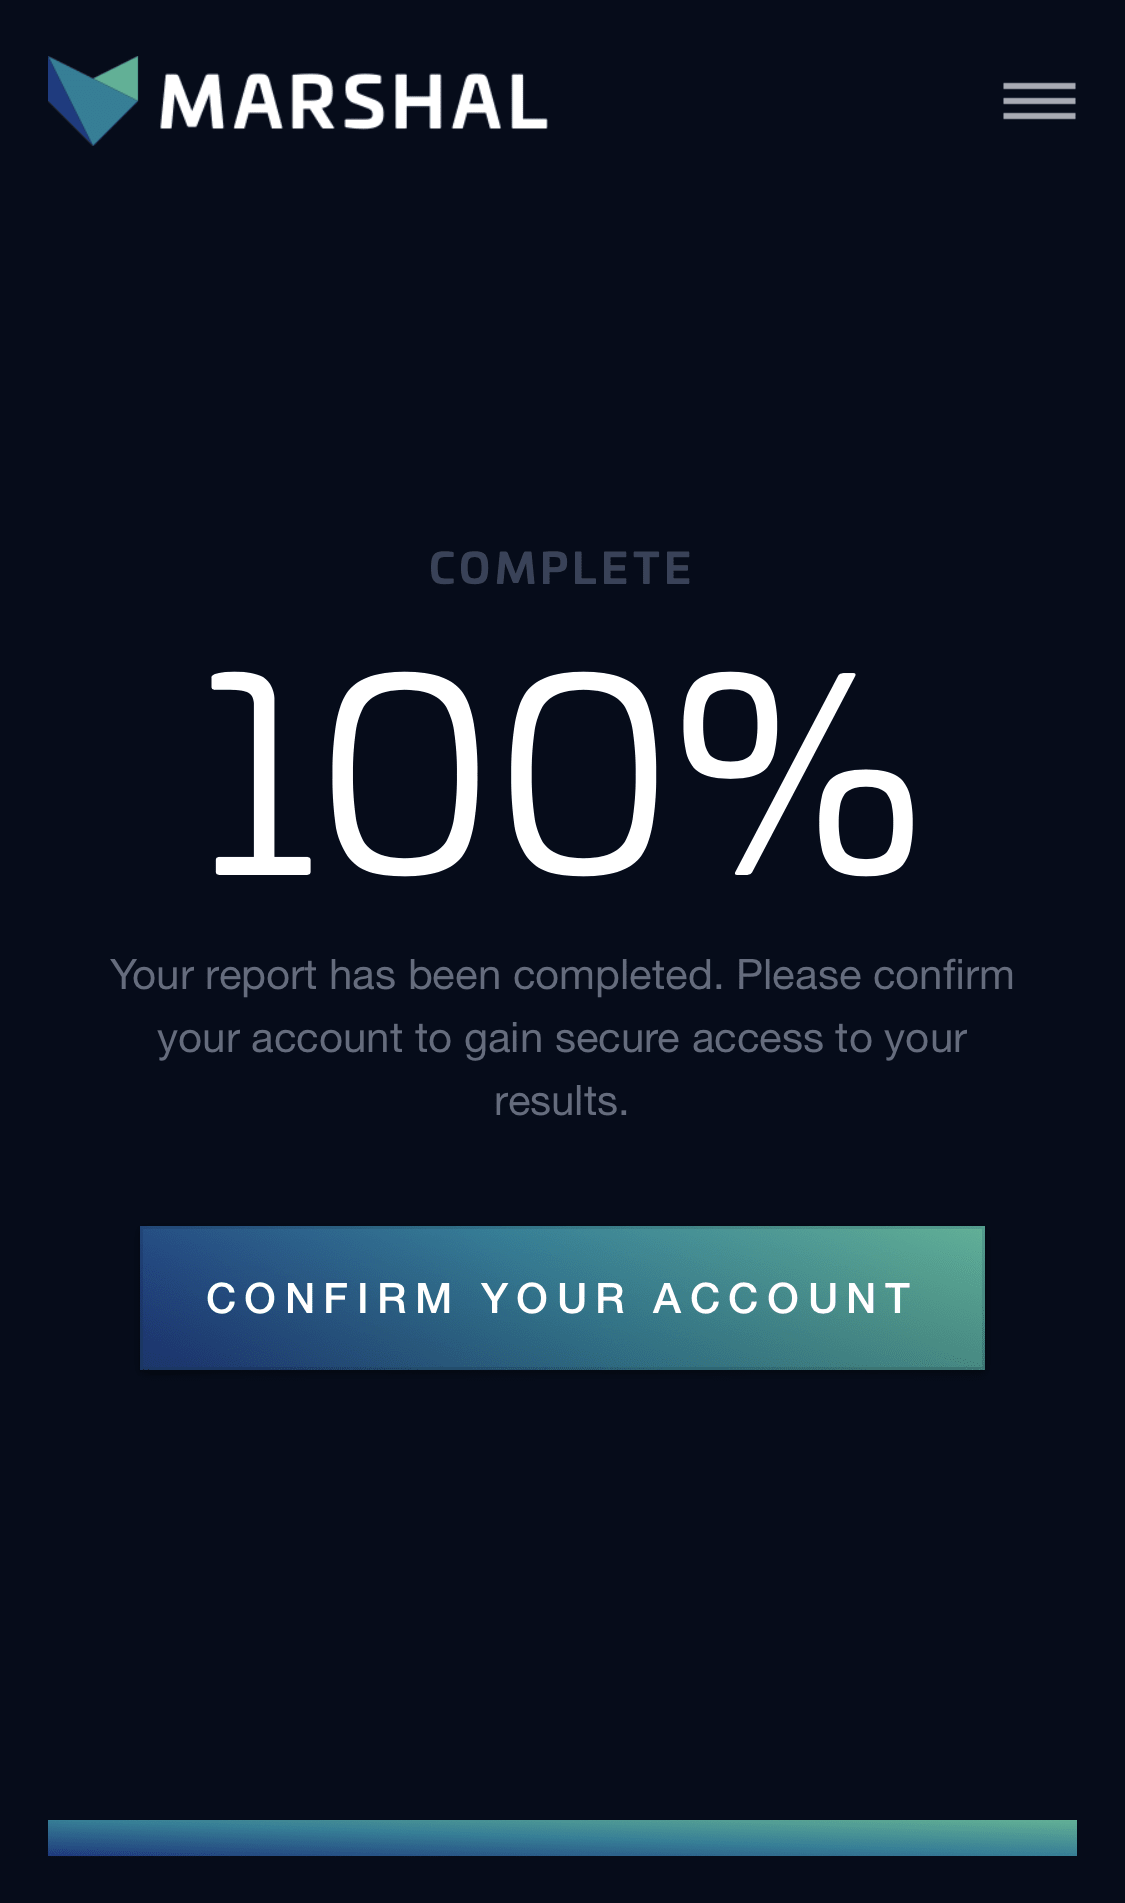 MARSHAL
COMPLETE
100%
Your report has been completed. Please confirm
your account to gain secure access to your
results.
CONFIRM YOUR ACCOUNT